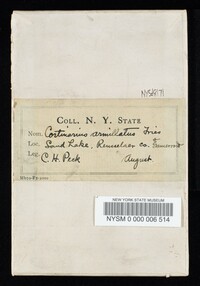 COLL. N. Y. STATE
Nom. Cortinarius armillatus Fries
Loc. Sand Lake, Rensselaer co.
Leg. C. H. Peck August
NEW YORK STATE MUSEUM
NYSM 0 000 006 514